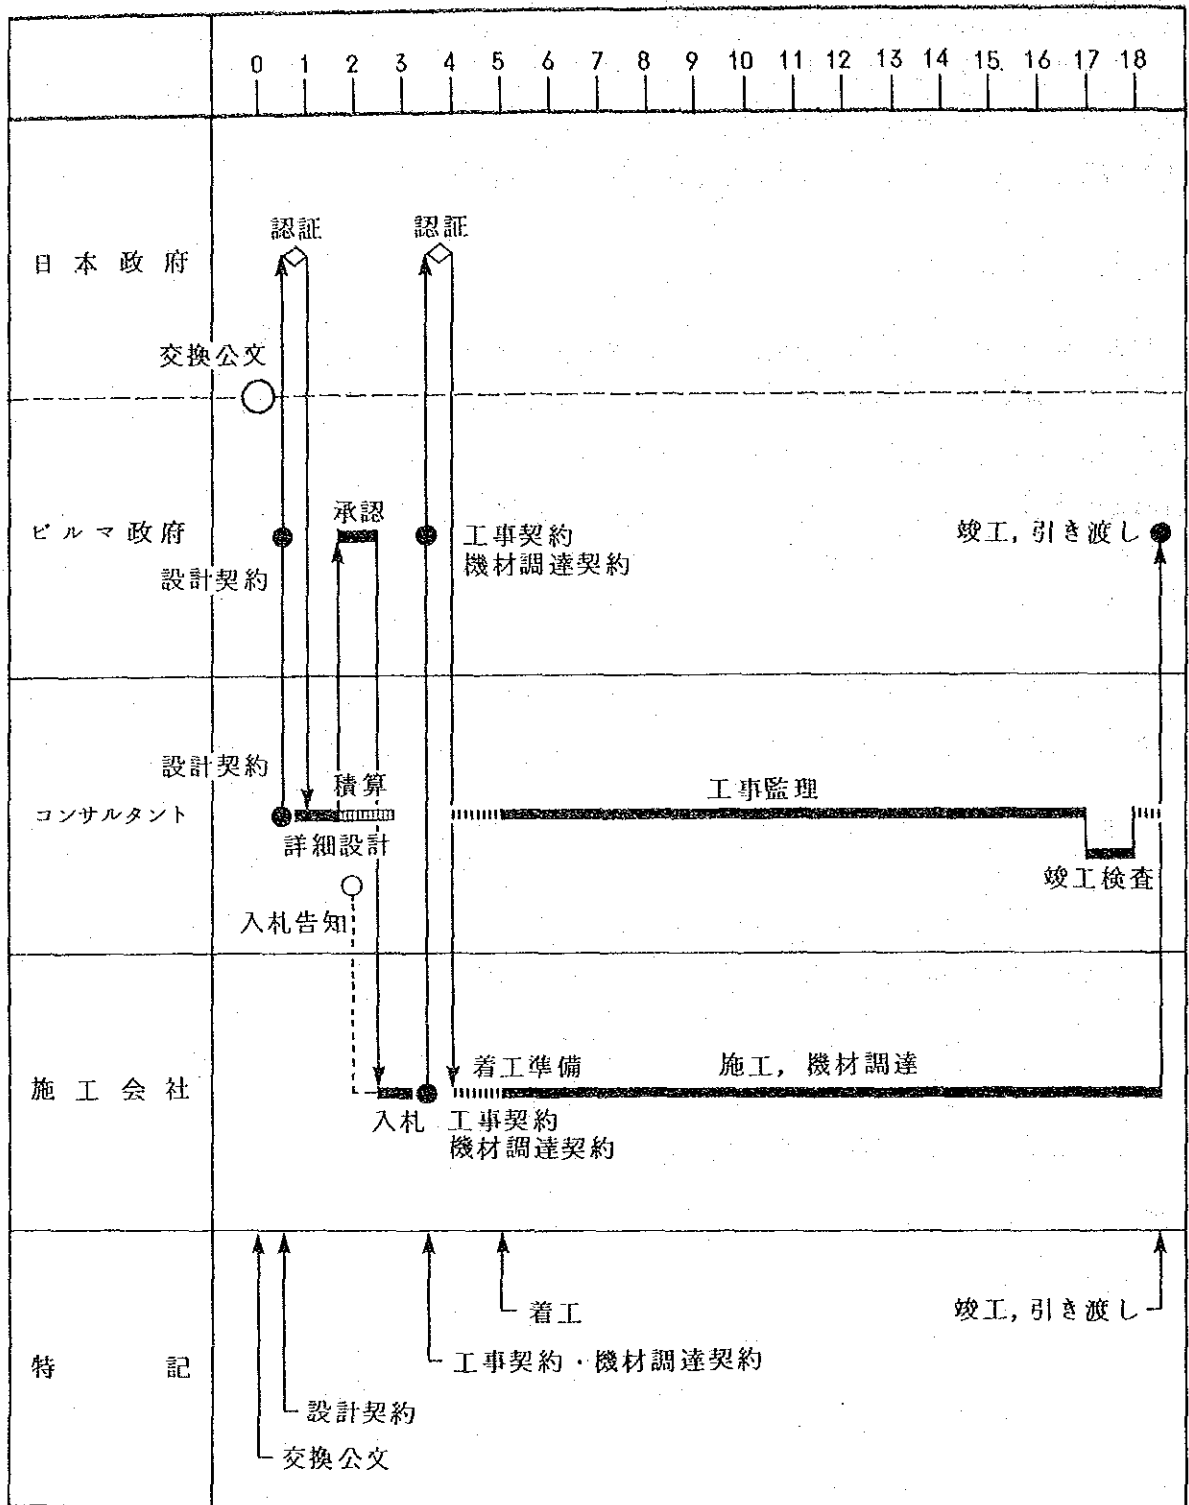 0 1 2 3 4 5 6 7 8 9 10 11 12 13 14 15 16 17 18
認証 認証
日本政府
交換公文
承認
ビルマ政府
工事契約
竣工,引き渡し
機材調達契約
設計契約
設計契約
積算
工事監理
コンサルタント
詳細設計
竣工検査
入札告知
着工準備
施工,機材調達
施工会社
入札
工事契約
機材調達契約
着工
竣工,引き渡し
特記
工事契約・機材調達契約
設計契約
交換公文